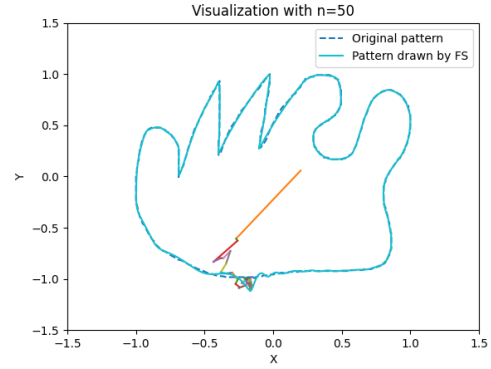 Visualization with n=50
Original pattern
Pattern drawn by FS
1.5
1.0
0.5
0.0
−0.5
−1.0
−1.5
Y
−1.5 −1.0 −0.5 0.0 0.5 1.0 1.5
X